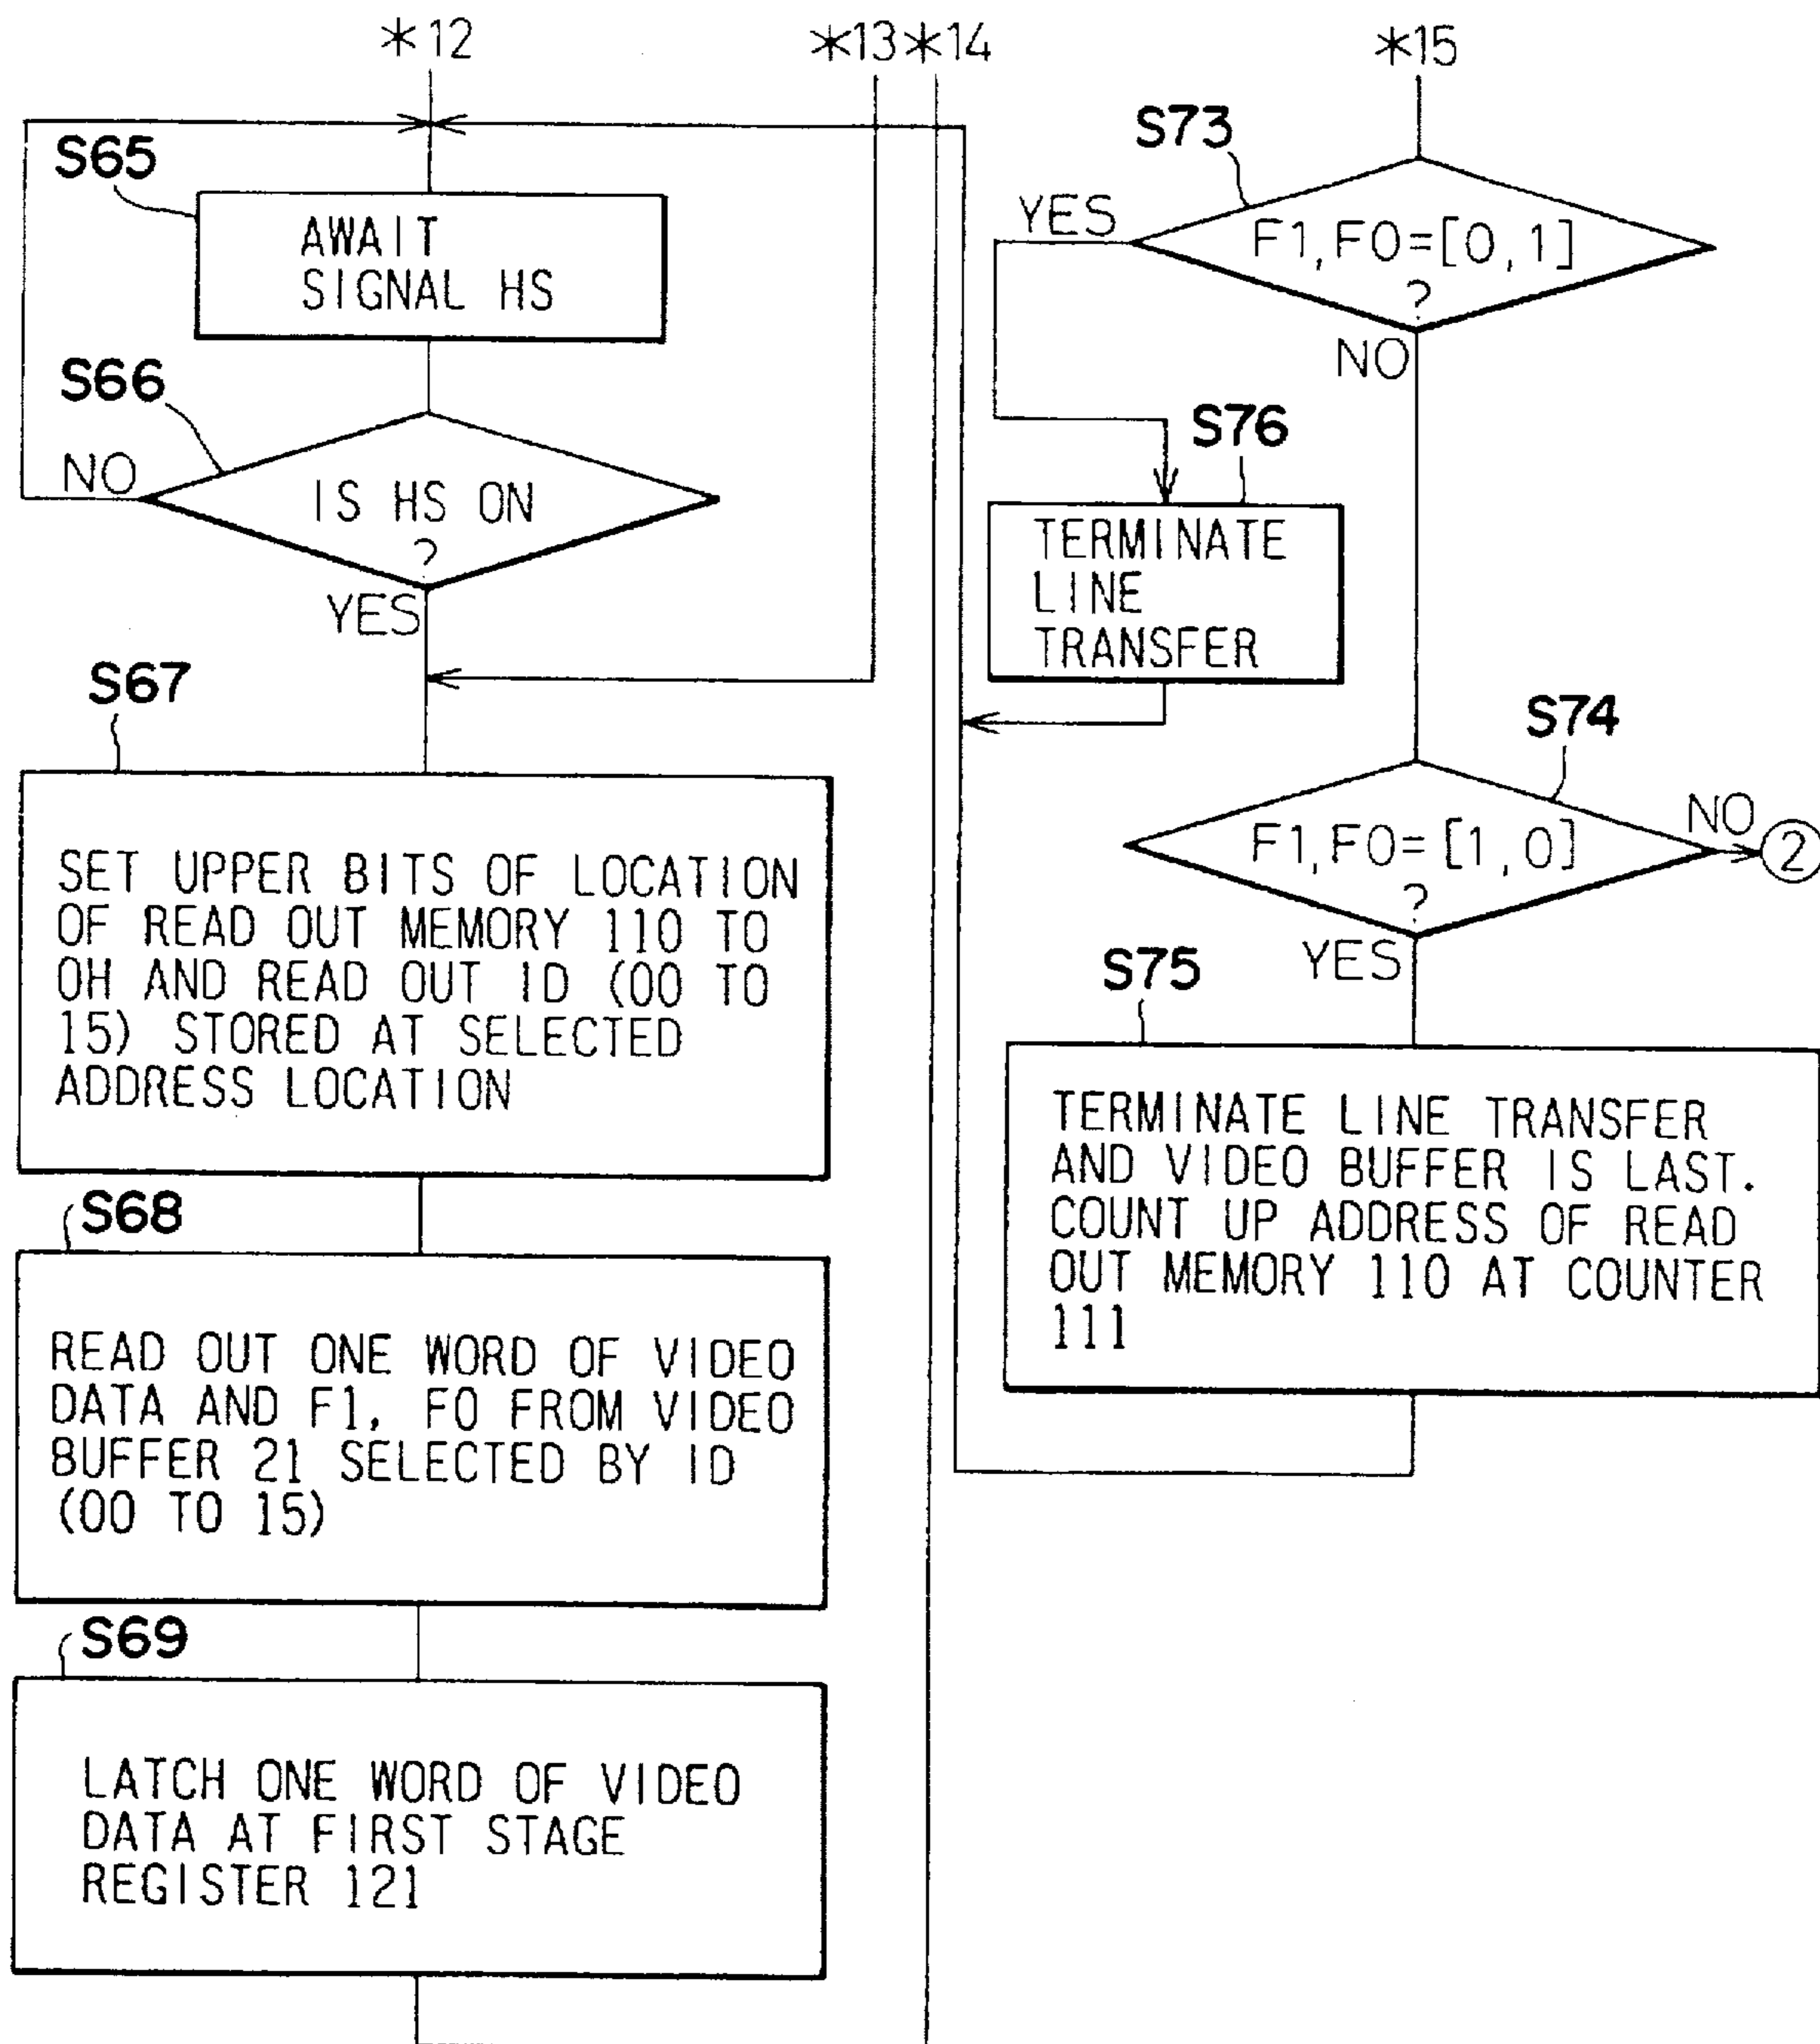 *12
*13 *14
*15
S65
AWAIT
SIGNAL HS
S66
NO
IS HS ON
?
YES
S67
SET UPPER BITS OF LOCATION
OF READ OUT MEMORY 110 TO
0H AND READ OUT ID (00 TO
15) STORED AT SELECTED
ADDRESS LOCATION
S68
READ OUT ONE WORD OF VIDEO
DATA AND F1, F0 FROM VIDEO
BUFFER 21 SELECTED BY ID
(00 TO 15)
S69
LATCH ONE WORD OF VIDEO
DATA AT FIRST STAGE
REGISTER 121
S73
YES
F1,F0=[0,1]
?
NO
S76
TERMINATE
LINE
TRANSFER
S74
F1,F0=[1,0]
?
NO
2
YES
S75
TERMINATE LINE TRANSFER
AND VIDEO BUFFER IS LAST.
COUNT UP ADDRESS OF READ
OUT MEMORY 110 AT COUNTER
111